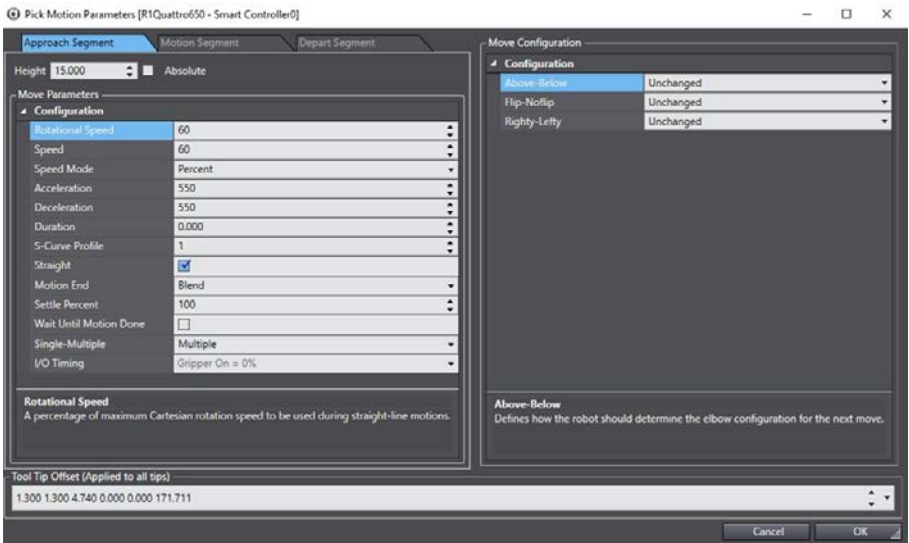 Pick Motion Parameters [R1Quattro650 - Smart Controller0]
Approach Segment
Motion Segment
Depart Segment
Height 15.000 Absolute
Move Parameters
Configuration
Rotational Speed 60
Speed 60
Speed Mode Percent
Acceleration 550
Deceleration 550
Duration 0.000
S-Curve Profile 1
Straight
Motion End Blend
Settle Percent 100
Wait Until Motion Done
Single-Multiple Multiple
I/O Timing Gripper On = 0%
Rotational Speed
A percentage of maximum Cartesian rotation speed to be used during straight-line motions.
Move Configuration
Configuration
Above-Below Unchanged
Flip-Noflip Unchanged
Righty-Lefty Unchanged
Above-Below
Defines how the robot should determine the elbow configuration for the next move.
Tool Tip Offset (Applied to all tips)
1.300 1.300 4.740 0.000 0.000 171.711
Cancel
OK